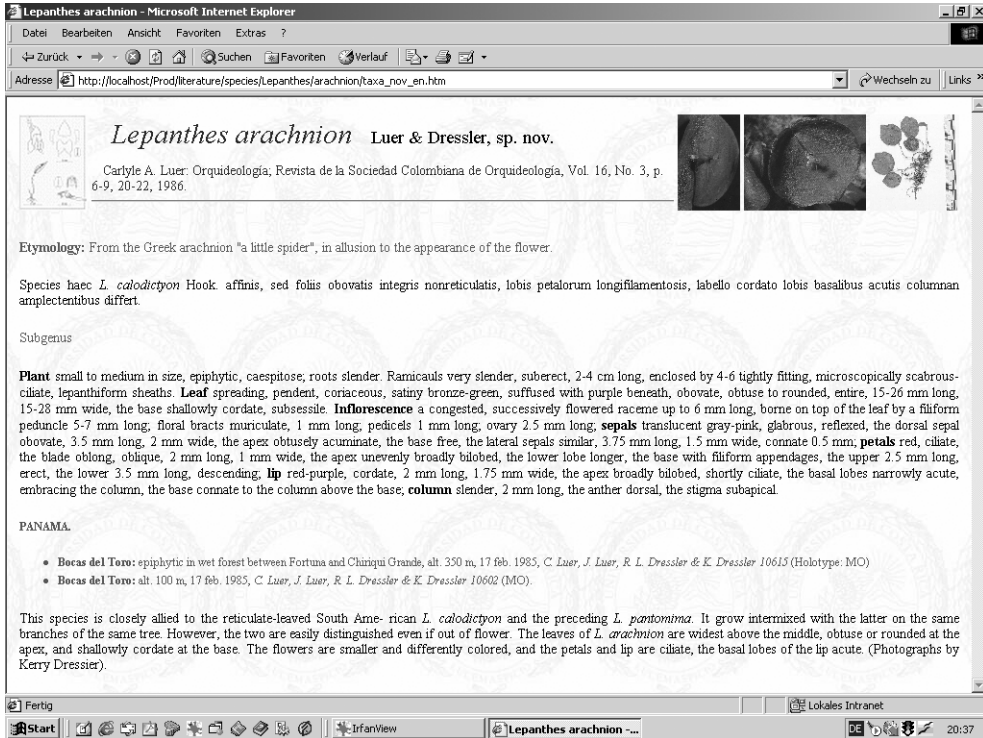 Lepanthes arachnion - Microsoft Internet Explorer
Datei Bearbeiten Ansicht Favoriten Extras ?
Zurück Suchen Favoriten Verlauf
Adresse http://localhost/Prod/literature/species/Lepanthes/arachnion/taxa_nov_en.htm Wechseln zu Links »
Lepanthes arachnion Luer & Dressler, sp. nov.
Carlyle A. Luer: Orquideología; Revista de la Sociedad Colombiana de Orquideología, Vol. 16, No. 3, p.
6-9, 20-22, 1986.
Etymology: From the Greek arachnion "a little spider", in allusion to the appearance of the flower.
Species haec L. calodictyon Hook. affinis, sed foliis obovatis integris nonreticulatis, lobis petalorum longifilamentosis, labello cordato lobis basalibus acutis columnan
amplectentibus differt.
Subgenus
Plant small to medium in size, epiphytic, caespitose; roots slender. Ramicauls very slender, suberect, 2-4 cm long, enclosed by 4-6 tightly fitting, microscopically scabrous-
ciliate, lepanthiform sheaths. Leaf spreading, pendent, coriaceous, satiny bronze-green, suffused with purple beneath, obovate, obtuse to rounded, entire, 15-26 mm long,
15-28 mm wide, the base shallowly cordate, subsessile. Inflorescence a congested, successively flowered raceme up to 6 mm long, borne on top of the leaf by a filiform
peduncle 5-7 mm long; floral bracts muriculate, 1 mm long; pedicels 1 mm long; ovary 2.5 mm long; sepals translucent gray-pink, glabrous, reflexed, the dorsal sepal
obovate, 3.5 mm long, 2 mm wide, the apex obtusely acuminate, the base free, the lateral sepals similar, 3.75 mm long, 1.5 mm wide, connate 0.5 mm; petals red, ciliate,
the blade oblong, oblique, 2 mm long, 1 mm wide, the apex unevenly broadly bilobed, the lower lobe longer, the base with filiform appendages, the upper 2.5 mm long,
erect, the lower 3.5 mm long, descending; lip red-purple, cordate, 2 mm long, 1.75 mm wide, the apex broadly bilobed, shortly ciliate, the basal lobes narrowly acute,
embracing the column, the base connate to the column above the base; column slender, 2 mm long, the anther dorsal, the stigma subapical.
PANAMA.
• Bocas del Toro: epiphytic in wet forest between Fortuna and Chiriqui Grande, alt. 350 m, 17 feb. 1985, C. Luer, J. Luer, R. L. Dressler & K. Dressler 10615 (Holotype: MO)
• Bocas del Toro: alt. 100 m, 17 feb. 1985, C. Luer, J. Luer, R. L. Dressler & K. Dressler 10602 (MO).
This species is closely allied to the reticulate-leaved South Ame- rican L. calodictyon and the preceding L. pantomima. It grow intermixed with the latter on the same
branches of the same tree. However, the two are easily distinguished even if out of flower. The leaves of L. arachnion are widest above the middle, obtuse or rounded at the
apex, and shallowly cordate at the base. The flowers are smaller and differently colored, and the petals and lip are ciliate, the basal lobes of the lip acute. (Photographs by
Kerry Dressier).
Fertig Lokales Intranet
Start IrfanView Lepanthes arachnion -... DE 20:37